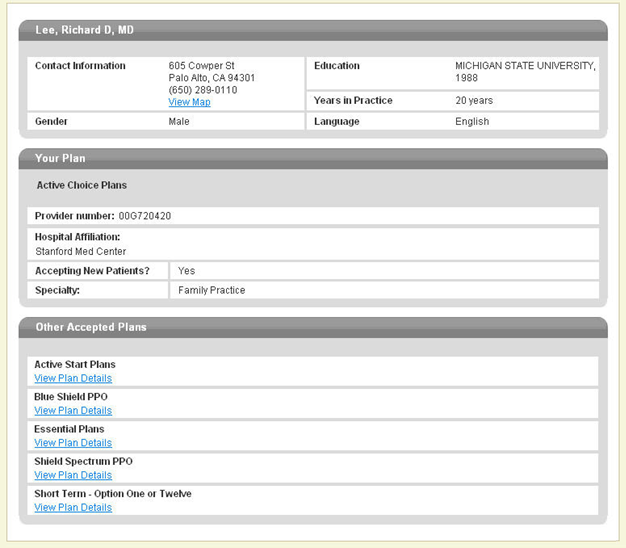 Lee, Richard D, MD
Contact Information
605 Cowper St
Palo Alto, CA 94301
(650) 289-0110
View Map
Education
MICHIGAN STATE UNIVERSITY,
1988
Years in Practice
20 years
Gender
Male
Language
English
Your Plan
Active Choice Plans
Provider number: 00G720420
Hospital Affiliation:
Stanford Med Center
Accepting New Patients?
Yes
Specialty:
Family Practice
Other Accepted Plans
Active Start Plans
View Plan Details
Blue Shield PPO
View Plan Details
Essential Plans
View Plan Details
Shield Spectrum PPO
View Plan Details
Short Term - Option One or Twelve
View Plan Details